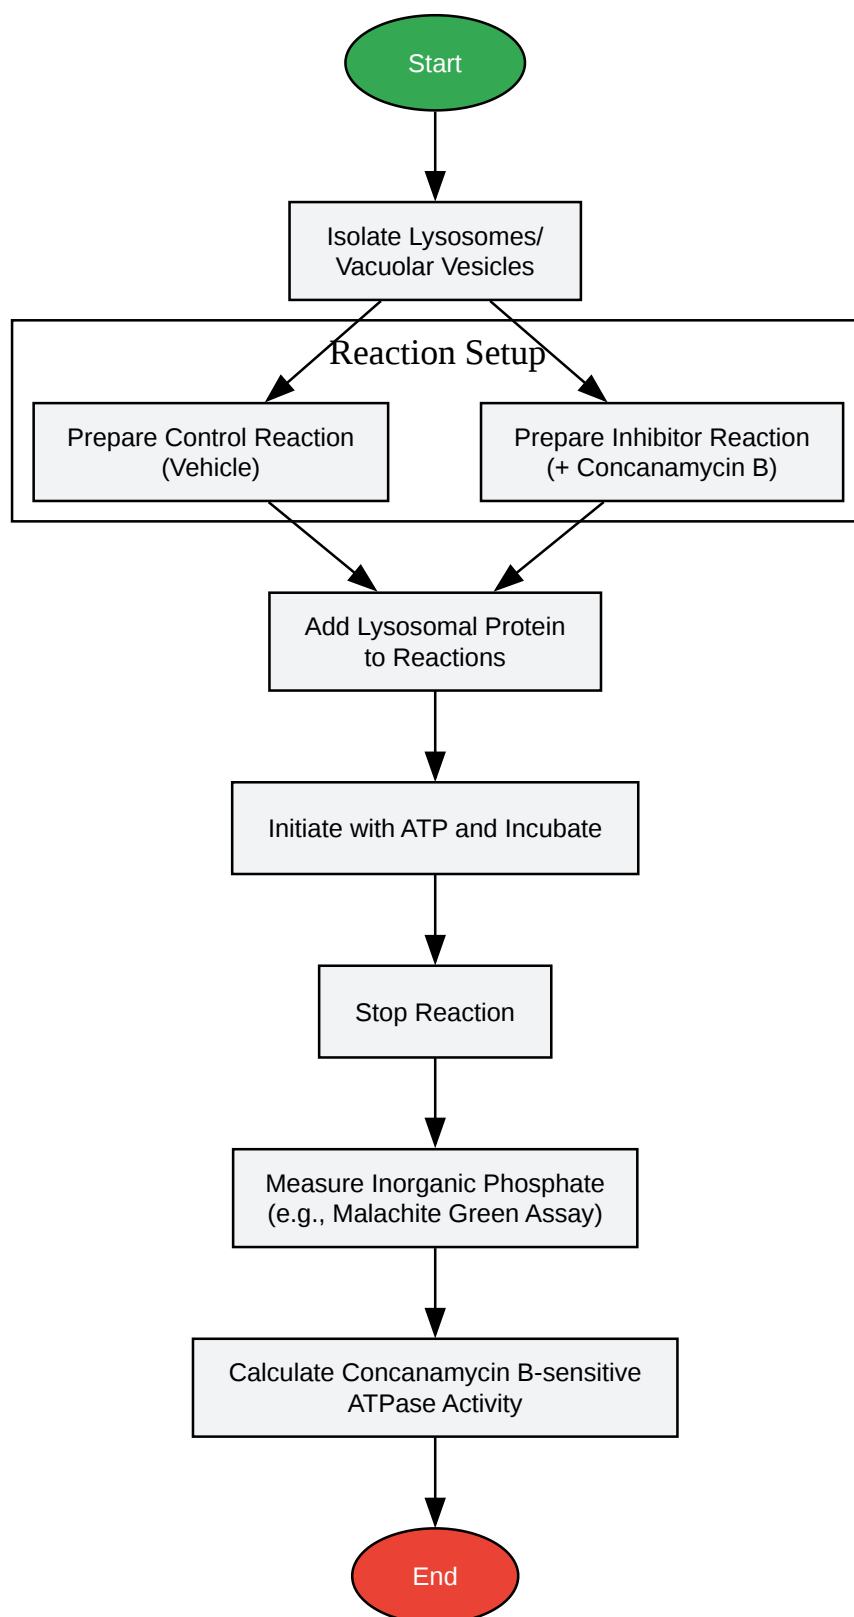 Start
Isolate Lysosomes/
Vacuolar Vesicles
Reaction Setup
Prepare Control Reaction
(Vehicle)
Prepare Inhibitor Reaction
(+ Concanamycin B)
Add Lysosomal Protein
to Reactions
Initiate with ATP and Incubate
Stop Reaction
Measure Inorganic Phosphate
(e.g., Malachite Green Assay)
Calculate Concanamycin B-sensitive
ATPase Activity
End